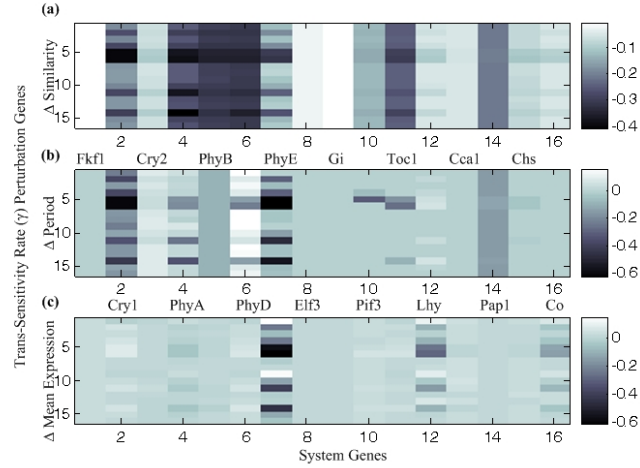 (a)
Trans-Sensitivity Rate (γ) Perturbation Genes
Δ Similarity
5
10
15
2 4 6 8 10 12 14 16
-0.1
-0.2
-0.3
-0.4
Fkf1 Cry2 PhyB PhyE Gi Toc1 Cca1 Chs
(b)
Δ Period
5
10
15
2 4 6 8 10 12 14 16
0
-0.2
-0.4
-0.6
Cry1 PhyA PhyD Elf3 Pif3 Lhy Pap1 Co
(c)
Δ Mean Expression
5
10
15
2 4 6 8 10 12 14 16
0
-0.2
-0.4
-0.6
System Genes